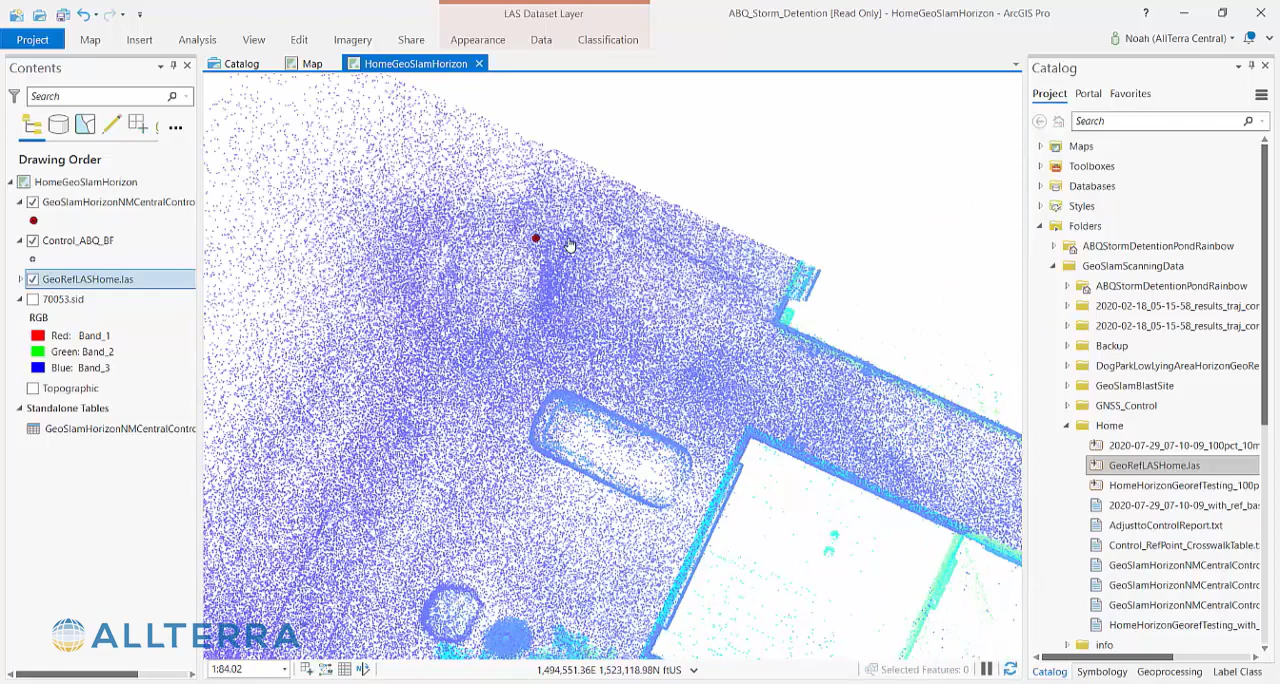 LAS Dataset Layer
ABQ_Storm_Detention [Read Only] - HomeGeoSlamHorizon - ArcGIS Pro
?
Project Map Insert Analysis View Edit Imagery Share Appearance Data Classification
Noah (AllTerra Central)
Contents
Search
Drawing Order
HomeGeoSlamHorizon
GeoSlamHorizonNMCentralContro
Control_ABQ_BF
GeoRefLASHome.las
70053.sid
RGB
Red: Band_1
Green: Band_2
Blue: Band_3
Topographic
Standalone Tables
GeoSlamHorizonNMCentralContro
Catalog Map HomeGeoSlamHorizon
ALLTERRA
1:84.02
1,494,551.36E 1,523,118.98N ftUS
Selected Features: 0
Catalog
Project Portal Favorites
Search
Maps
Toolboxes
Databases
Styles
Folders
ABQStormDetentionPondRainbow
GeoSlamScanningData
ABQStormDetentionPondRainbow
2020-02-18_05-15-58_results_traj_cor
2020-02-18_05-15-58_results_traj_cor
Backup
DogParkLowLyingAreaHorizonGeoRe
GeoSlamBlastSite
GNSS_Control
Home
2020-07-29_07-10-09_100pct_10m
GeoRefLASHome.las
HomeHorizonGeorefTesting_100p
2020-07-29_07-10-09_with_ref_ba
AdjusttoControlReport.txt
Control_RefPoint_CrosswalkTable.t
GeoSlamHorizonNMCentralContro
GeoSlamHorizonNMCentralContro
GeoSlamHorizonNMCentralContro
HomeHorizonGeorefTesting_with_
info
Catalog Symbology Geoprocessing Label Class